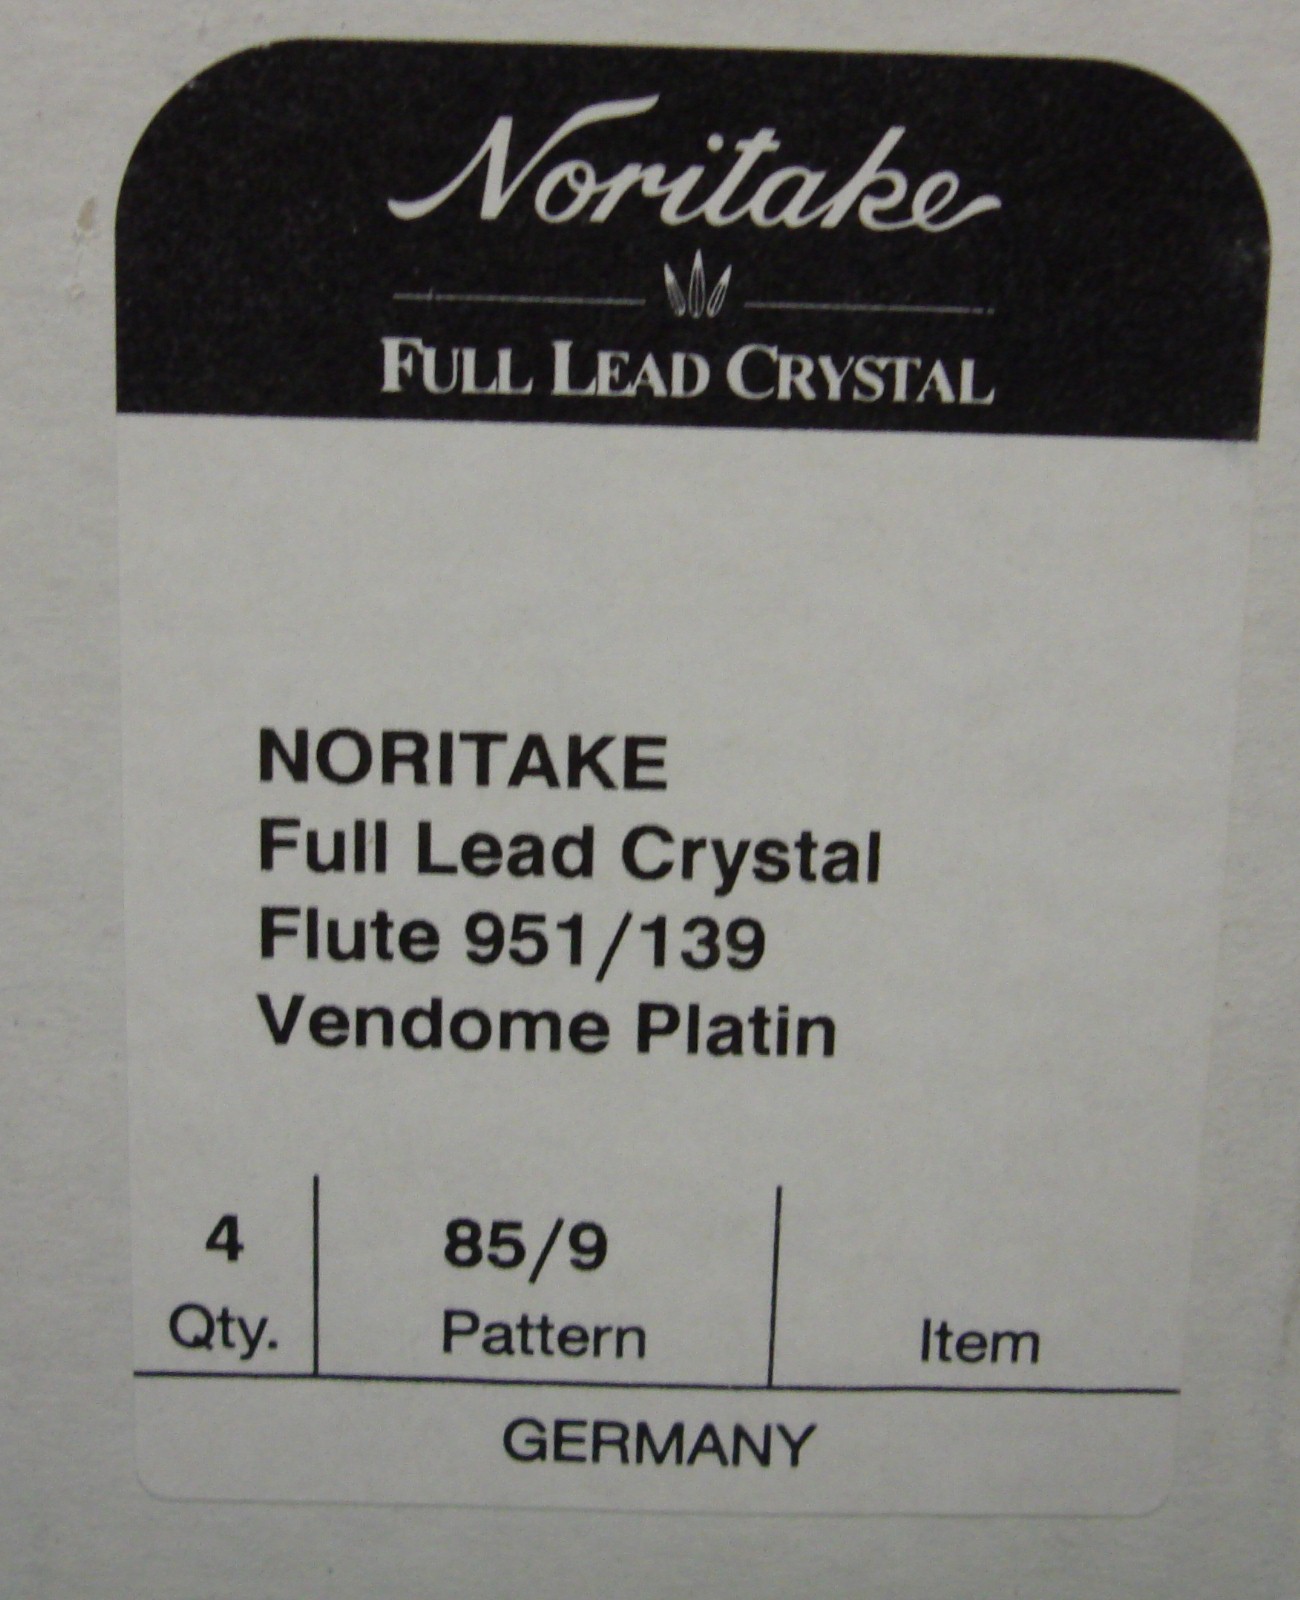 Noritake
FULL LEAD CRYSTAL
NORITAKE
Full Lead Crystal
Flute 951/139
Vendome Platin
4 85/9
Qty. Pattern Item
GERMANY